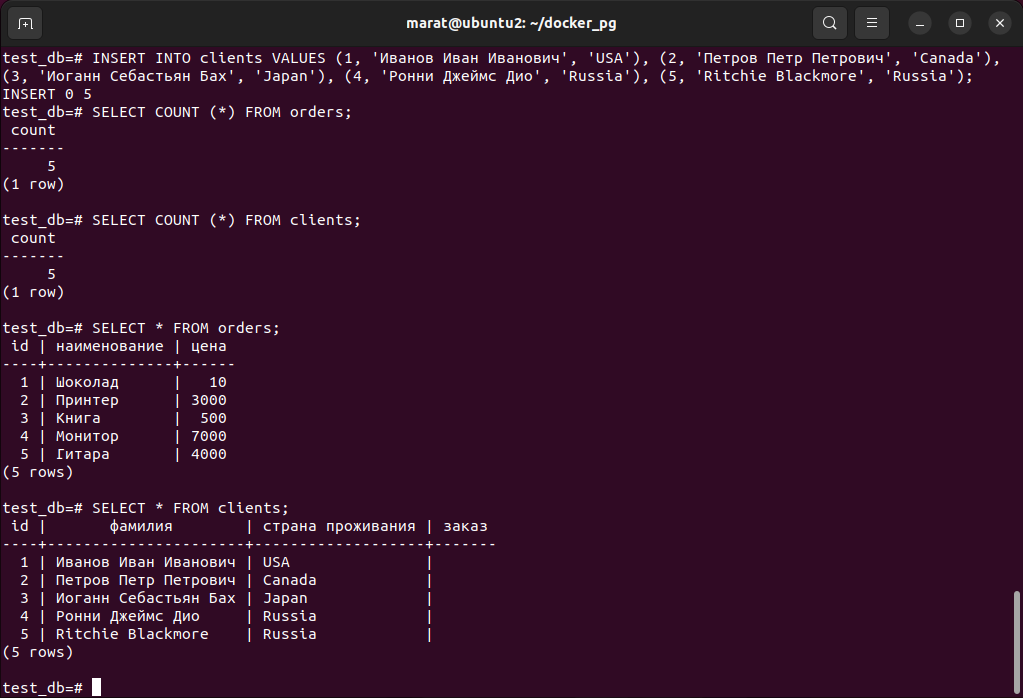 marat@ubuntu2: ~/docker_pg
test_db=# INSERT INTO clients VALUES (1, 'Иванов Иван Иванович', 'USA'), (2, 'Петров Петр Петрович', 'Canada'),
(3, 'Иоганн Себастьян Бах', 'Japan'), (4, 'Ронни Джеймс Дио', 'Russia'), (5, 'Ritchie Blackmore', 'Russia');
INSERT 0 5
test_db=# SELECT COUNT (*) FROM orders;
 count
-------
     5
(1 row)

test_db=# SELECT COUNT (*) FROM clients;
 count
-------
     5
(1 row)

test_db=# SELECT * FROM orders;
 id | наименование | цена
----+--------------+------
  1 | Шоколад      |   10
  2 | Принтер      | 3000
  3 | Книга        |  500
  4 | Монитор      | 7000
  5 | Гитара       | 4000
(5 rows)

test_db=# SELECT * FROM clients;
 id |       фамилия        | страна проживания | заказ
----+----------------------+-------------------+-------
  1 | Иванов Иван Иванович | USA               |
  2 | Петров Петр Петрович | Canada            |
  3 | Иоганн Себастьян Бах | Japan             |
  4 | Ронни Джеймс Дио     | Russia            |
  5 | Ritchie Blackmore    | Russia            |
(5 rows)

test_db=#